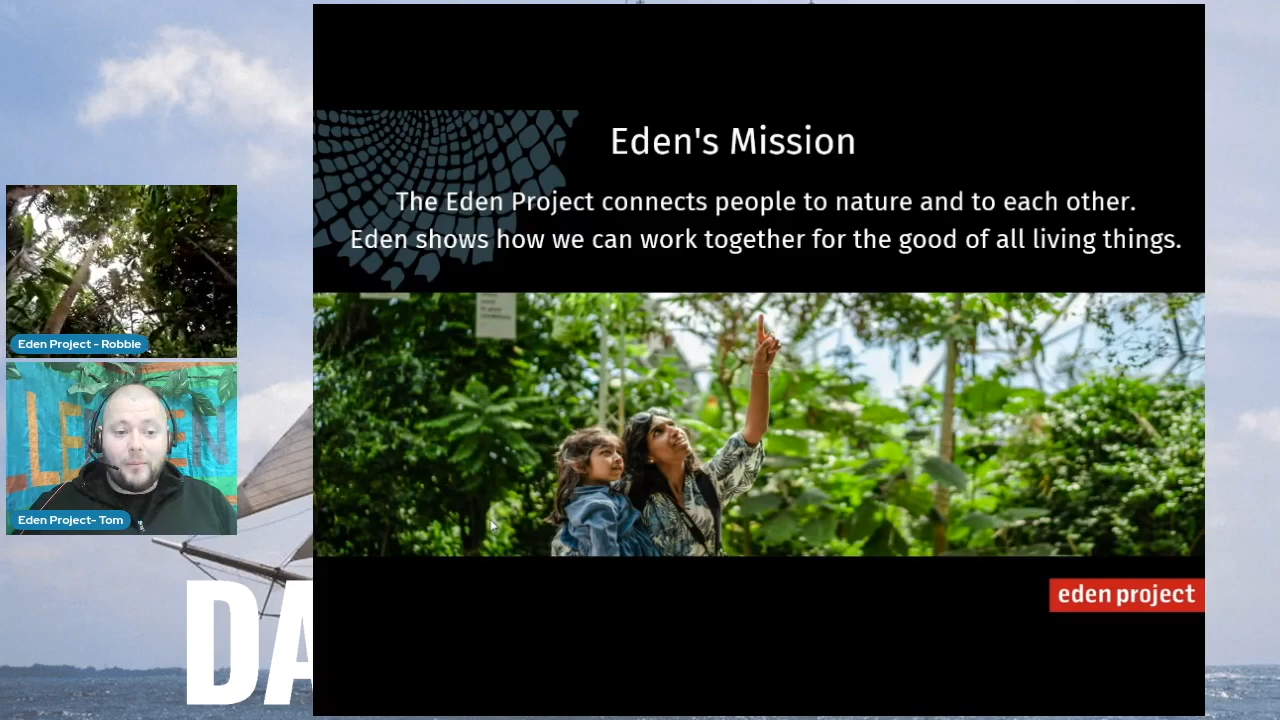 Eden's Mission
The Eden Project connects people to nature and to each other.
Eden shows how we can work together for the good of all living things.
Eden Project - Robbie
Eden Project- Tom
eden project
DA